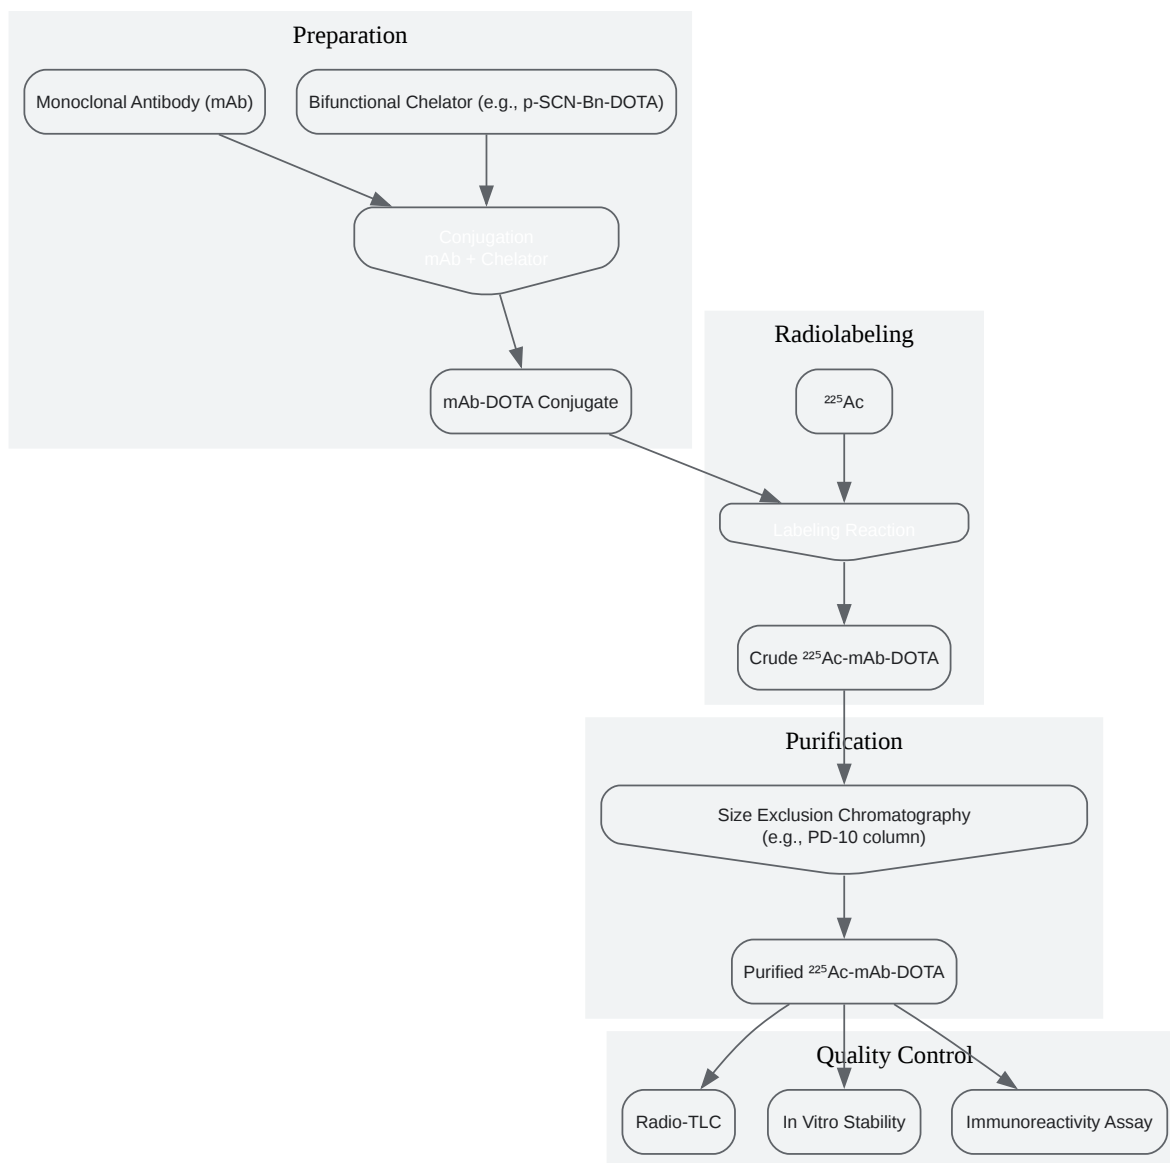 Preparation
Monoclonal Antibody (mAb)
Bifunctional Chelator (e.g., p-SCN-Bn-DOTA)
Conjugation
mAb + Chelator
mAb-DOTA Conjugate
Radiolabeling
²²⁵Ac
Labeling Reaction
Crude ²²⁵Ac-mAb-DOTA
Purification
Size Exclusion Chromatography
(e.g., PD-10 column)
Purified ²²⁵Ac-mAb-DOTA
Quality Control
Radio-TLC
In Vitro Stability
Immunoreactivity Assay